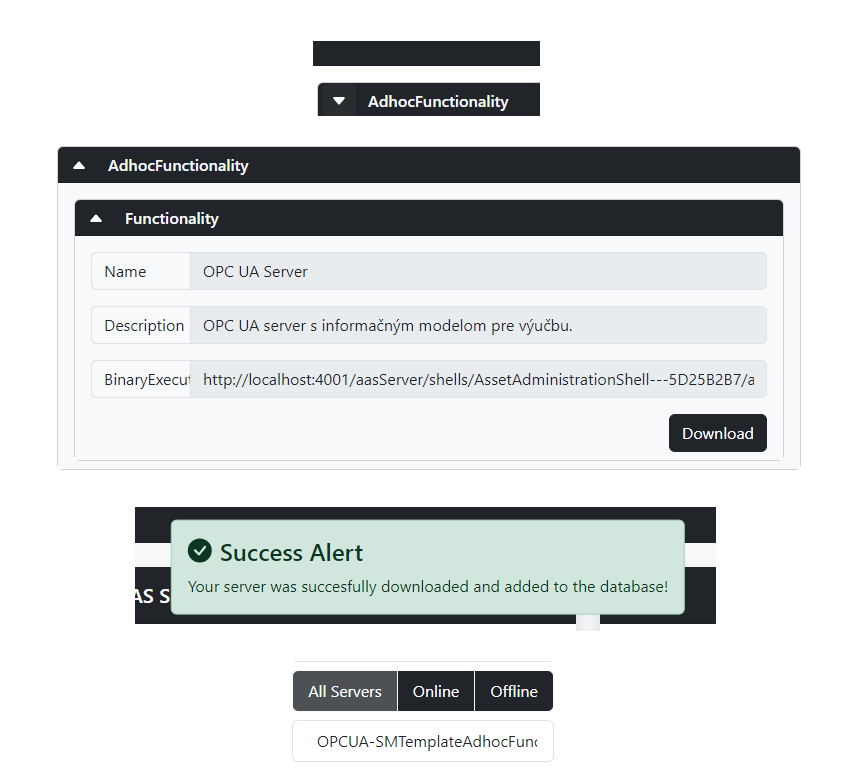 AdhocFunctionality
AdhocFunctionality
Functionality
Name OPC UA Server
Description OPC UA server s informačným modelom pre výučbu.
BinaryExecut http://localhost:4001/aasServer/shells/AssetAdministrationShell---5D25B2B7/a
Download
Success Alert
Your server was succesfully downloaded and added to the database!
AS S
All Servers Online Offline
OPCUA-SMTemplateAdhocFunc